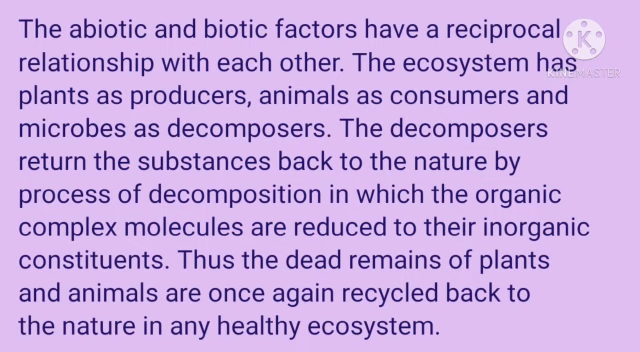 The abiotic and biotic factors have a reciprocal
relationship with each other. The ecosystem has
plants as producers, animals as consumers and
microbes as decomposers. The decomposers
return the substances back to the nature by
process of decomposition in which the organic
complex molecules are reduced to their inorganic
constituents. Thus the dead remains of plants
and animals are once again recycled back to
the nature in any healthy ecosystem.
K
KINEMASTER